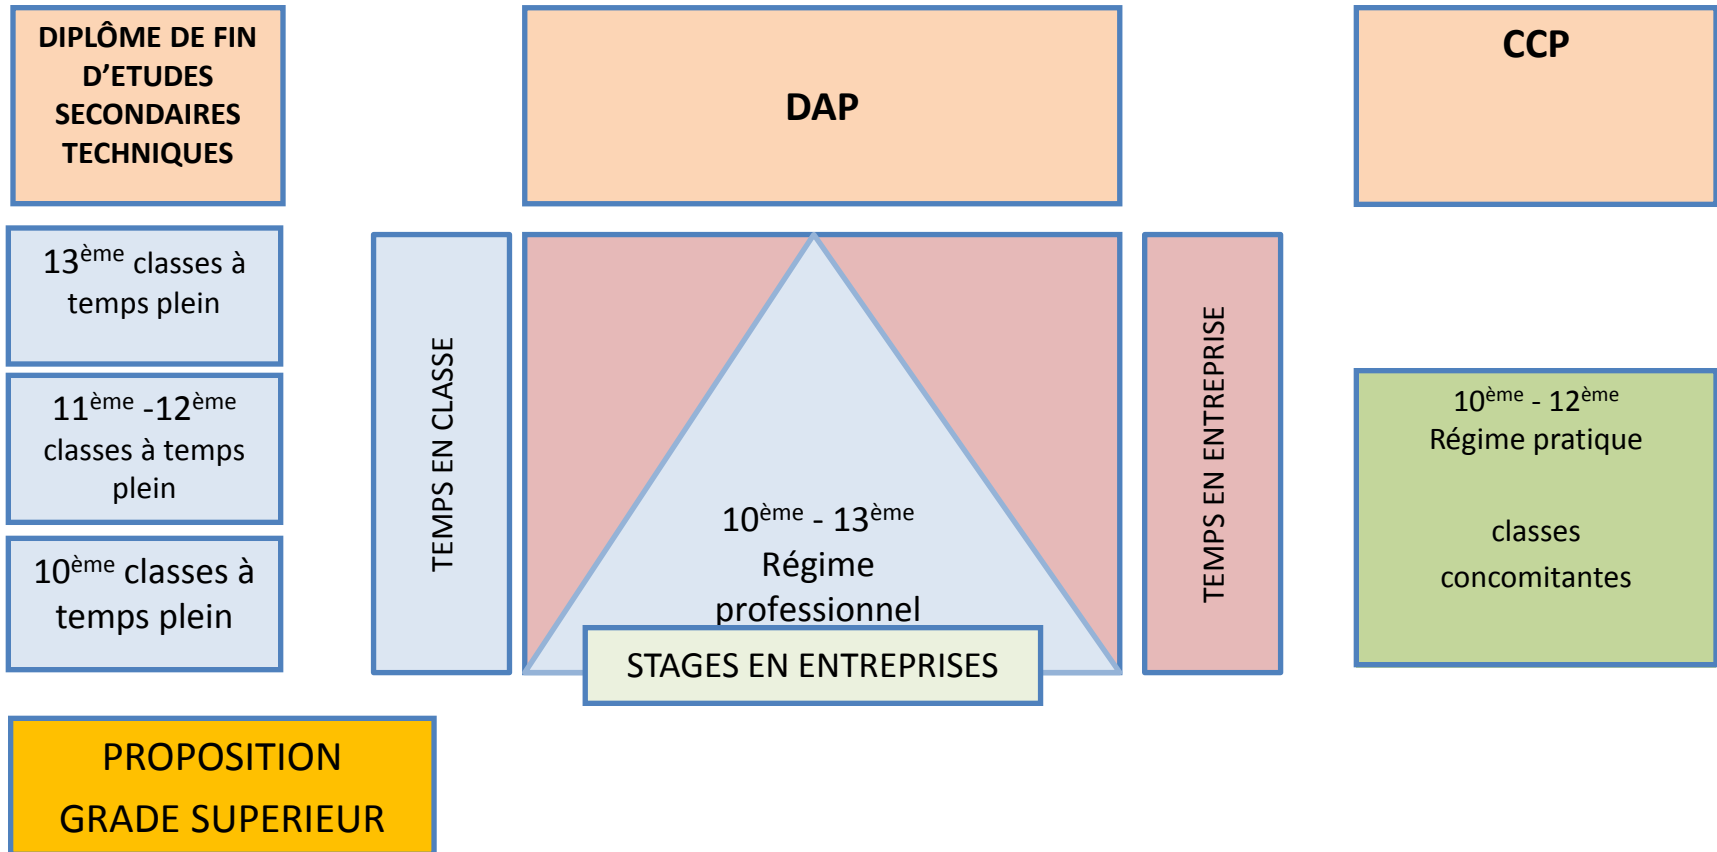 DIPLÔME DE FIN
D'ETUDES
SECONDAIRES
TECHNIQUES
DAP
CCP
13ème classes à
temps plein
11ème -12ème
classes à temps
plein
10ème classes à
temps plein
TEMPS EN CLASSE
10ème - 13ème
Régime
professionnel
STAGES EN ENTREPRISES
TEMPS EN ENTREPRISE
10ème - 12ème
Régime pratique
classes
concomitantes
PROPOSITION
GRADE SUPERIEUR